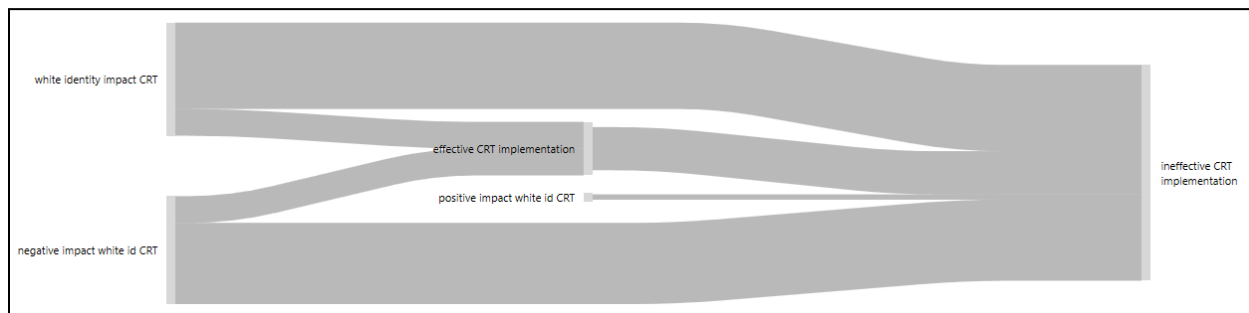 white identity impact CRT
effective CRT implementation
ineffective CRT
implementation
positive impact white id CRT
negative impact white id CRT